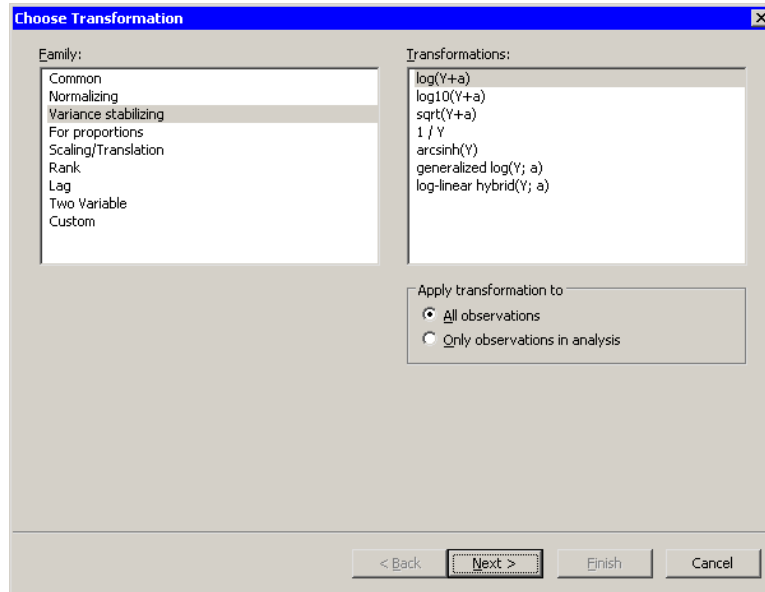 Choose Transformation
Family:
Common
Normalizing
Variance stabilizing
For proportions
Scaling/Translation
Rank
Lag
Two Variable
Custom
Transformations:
log(Y+a)
log10(Y+a)
sqrt(Y+a)
1 / Y
arcsinh(Y)
generalized log(Y; a)
log-linear hybrid(Y; a)
Apply transformation to
All observations
Only observations in analysis
< Back
Next >
Finish
Cancel